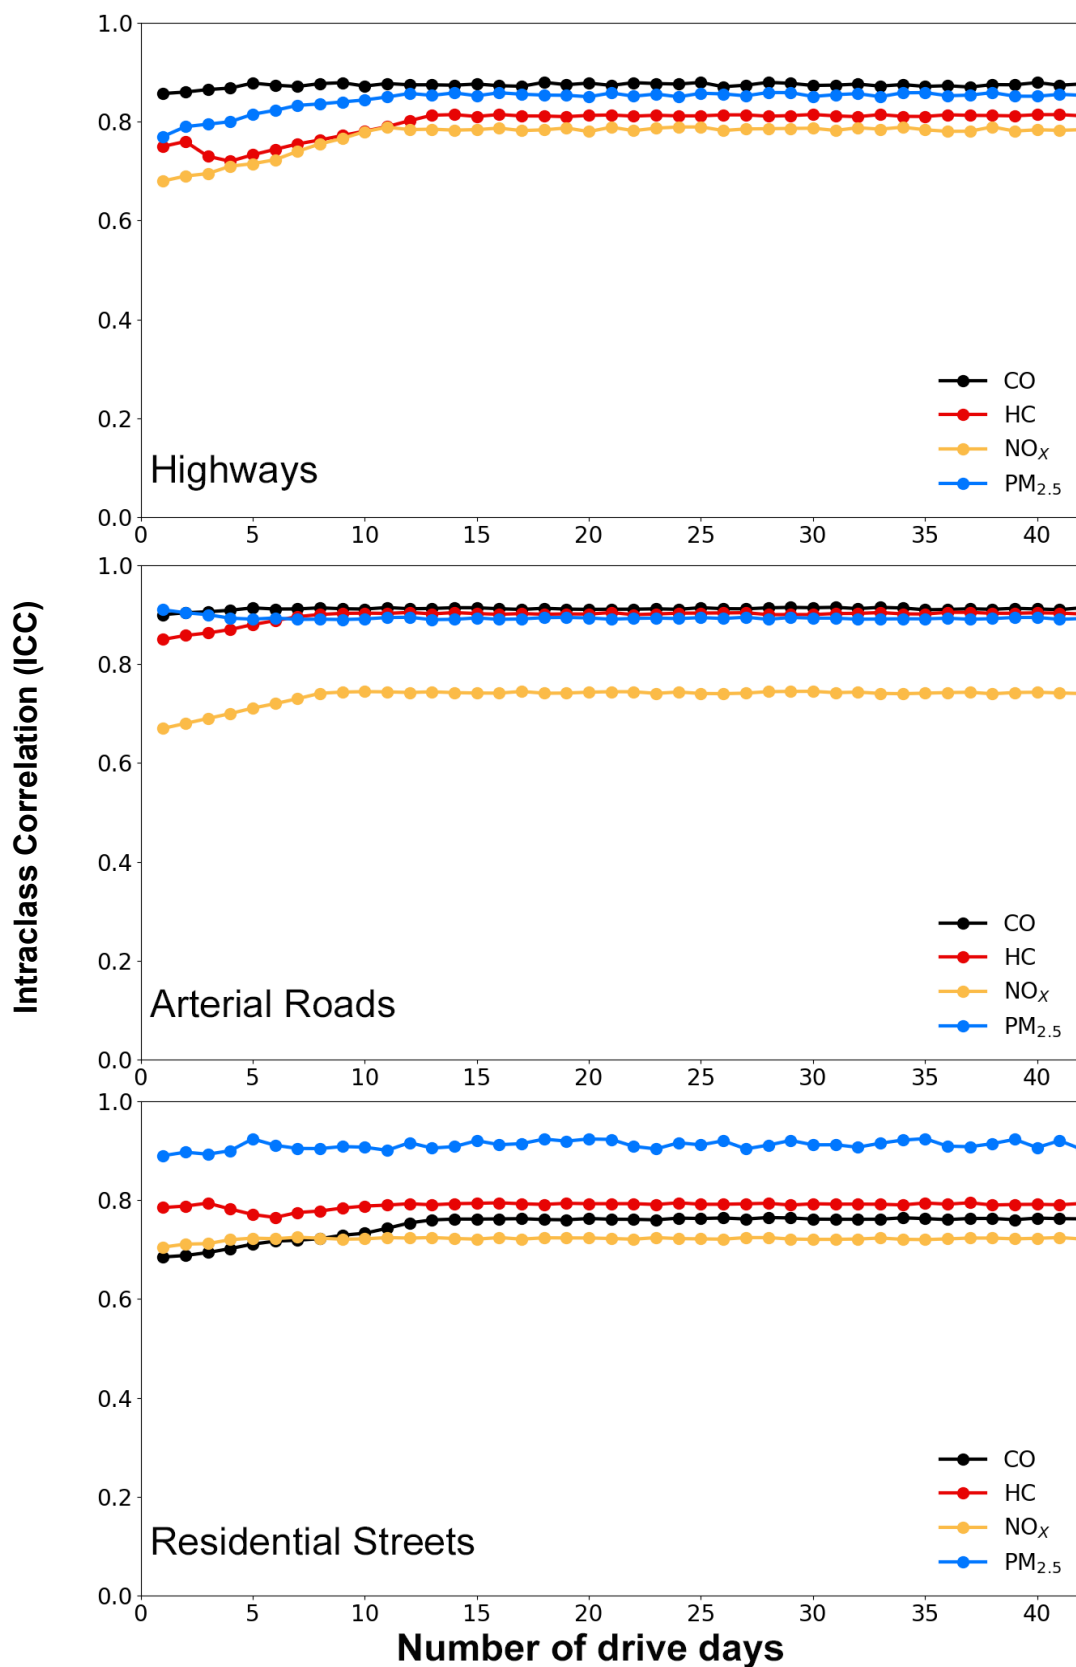 1.0
0.8
0.6
0.4
0.2
0.0
Highways
CO
HC
NOX
PM2.5
0 5 10 15 20 25 30 35 40
Intraclass Correlation (ICC)
1.0
0.8
0.6
0.4
0.2
0.0
Arterial Roads
CO
HC
NOX
PM2.5
0 5 10 15 20 25 30 35 40
1.0
0.8
0.6
0.4
0.2
0.0
Residential Streets
CO
HC
NOX
PM2.5
0 5 10 15 20 25 30 35 40
Number of drive days